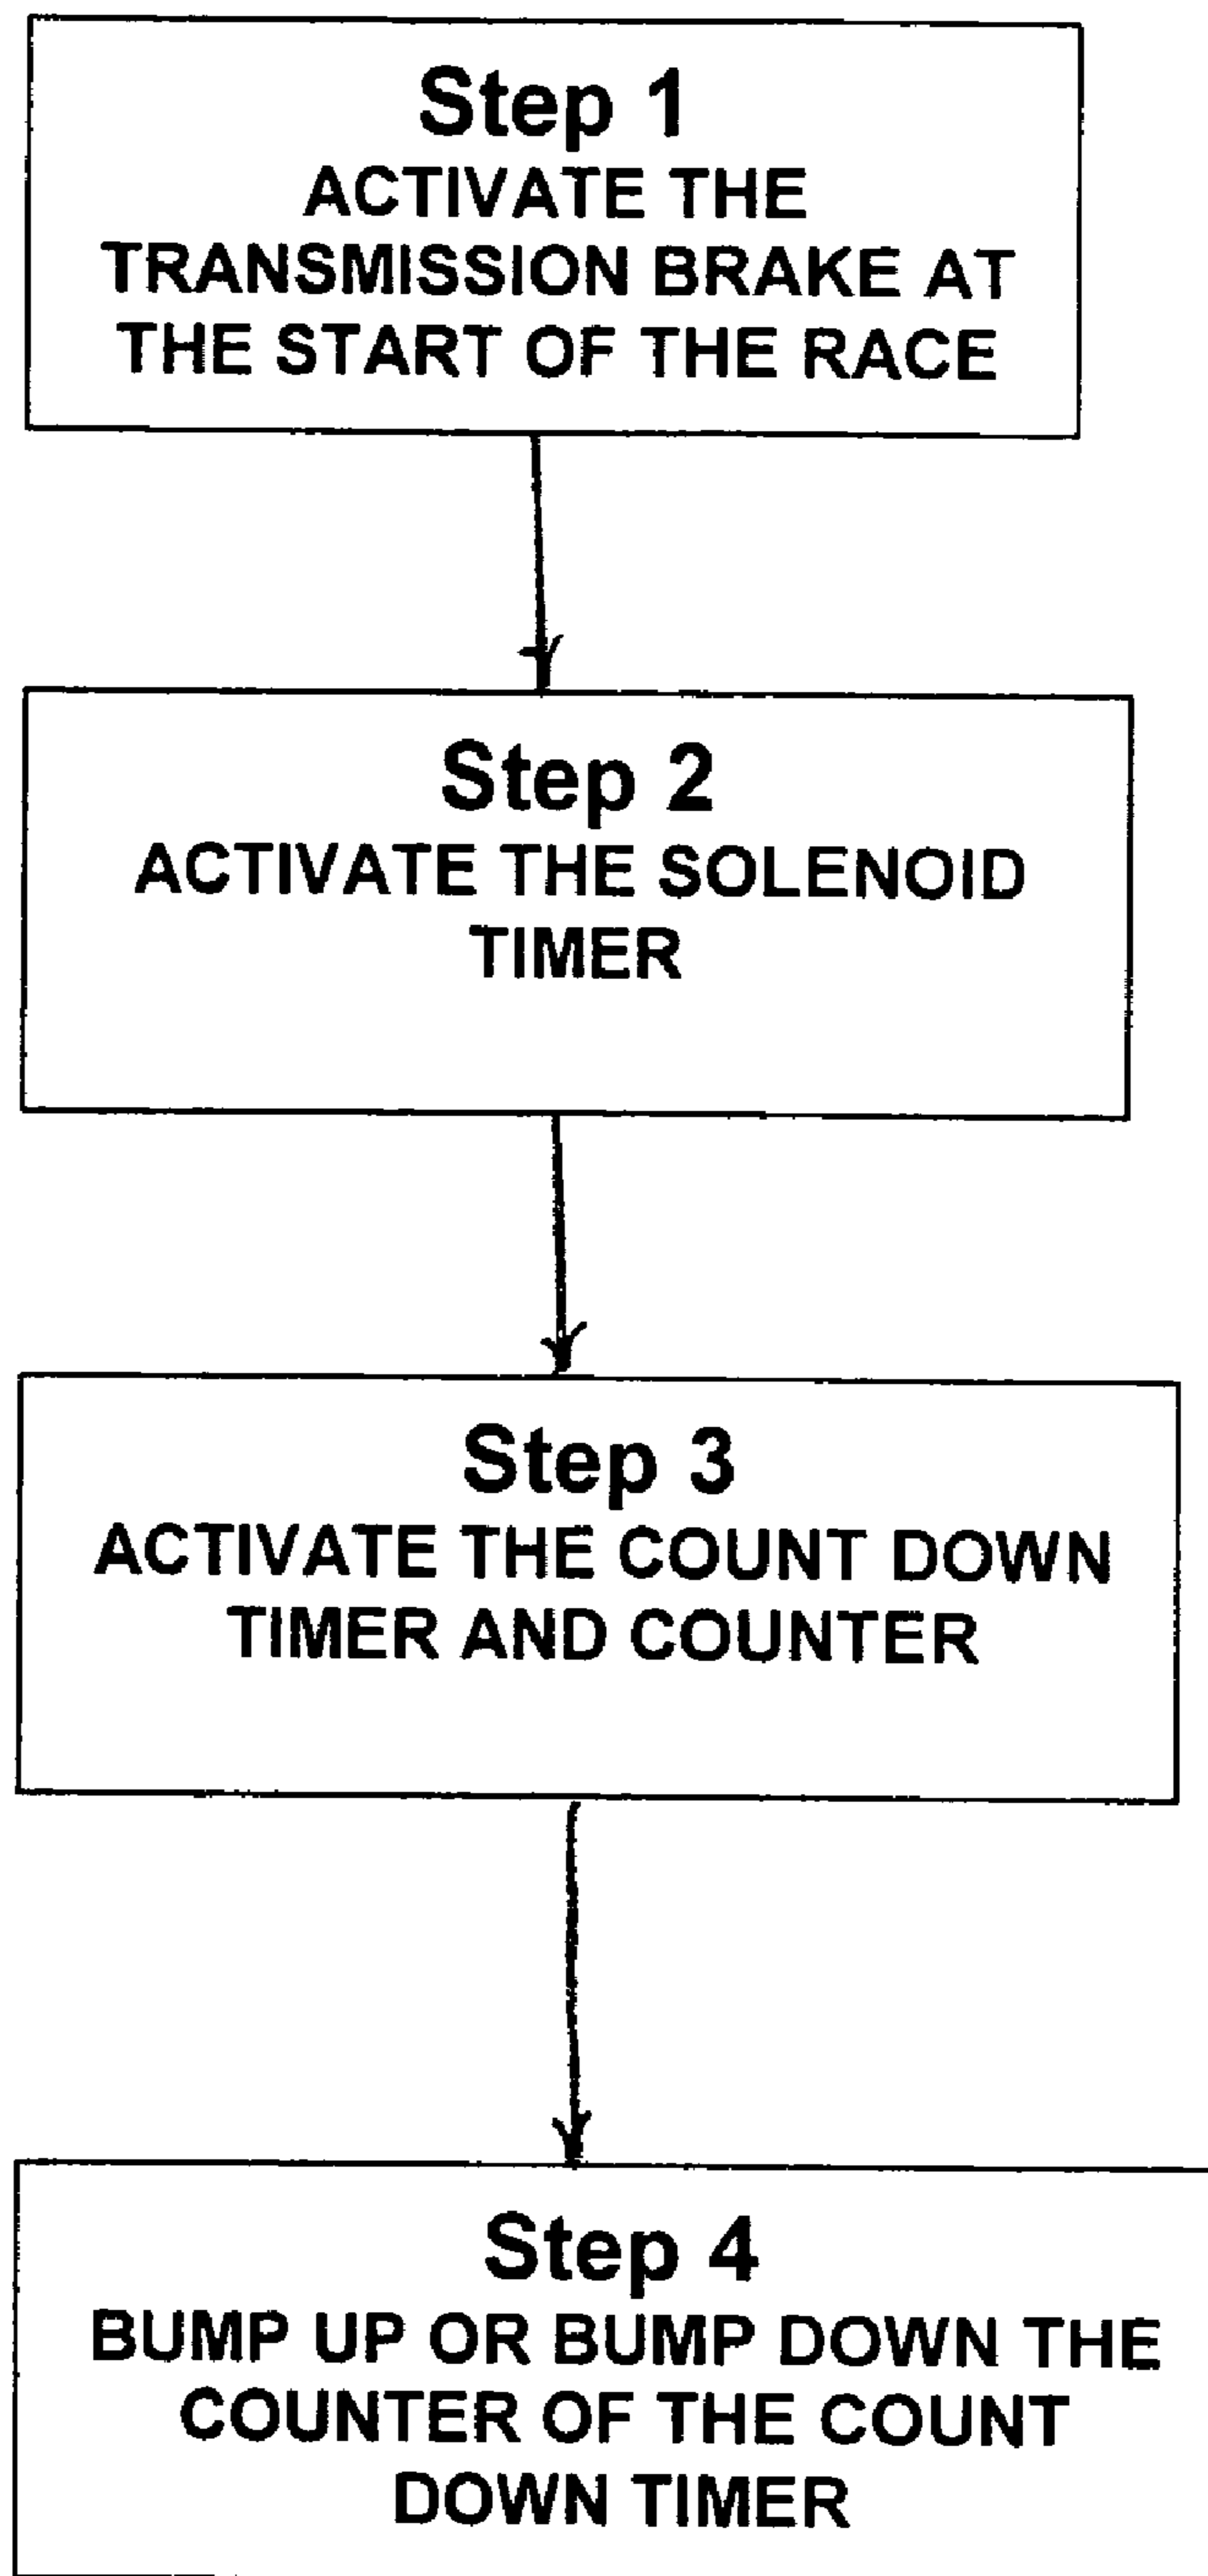 Step 1
ACTIVATE THE
TRANSMISSION BRAKE AT
THE START OF THE RACE
Step 2
ACTIVATE THE SOLENOID
TIMER
Step 3
ACTIVATE THE COUNT DOWN
TIMER AND COUNTER
Step 4
BUMP UP OR BUMP DOWN THE
COUNTER OF THE COUNT
DOWN TIMER